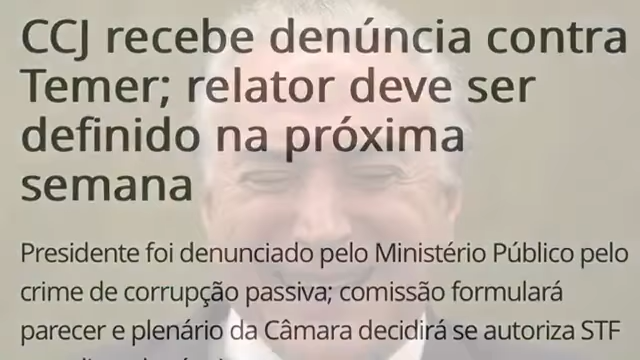 CCJ recebe denúncia contra
Temer; relator deve ser
definido na próxima
semana
Presidente foi denunciado pelo Ministério Público pelo
crime de corrupção passiva; comissão formulará
parecer e plenário da Câmara decidirá se autoriza STF